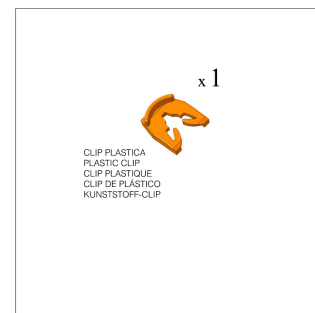 x 1
CLIP PLASTICA
PLASTIC CLIP
CLIP PLASTIQUE
CLIP DE PLÁSTICO
KUNSTSTOFF-CLIP